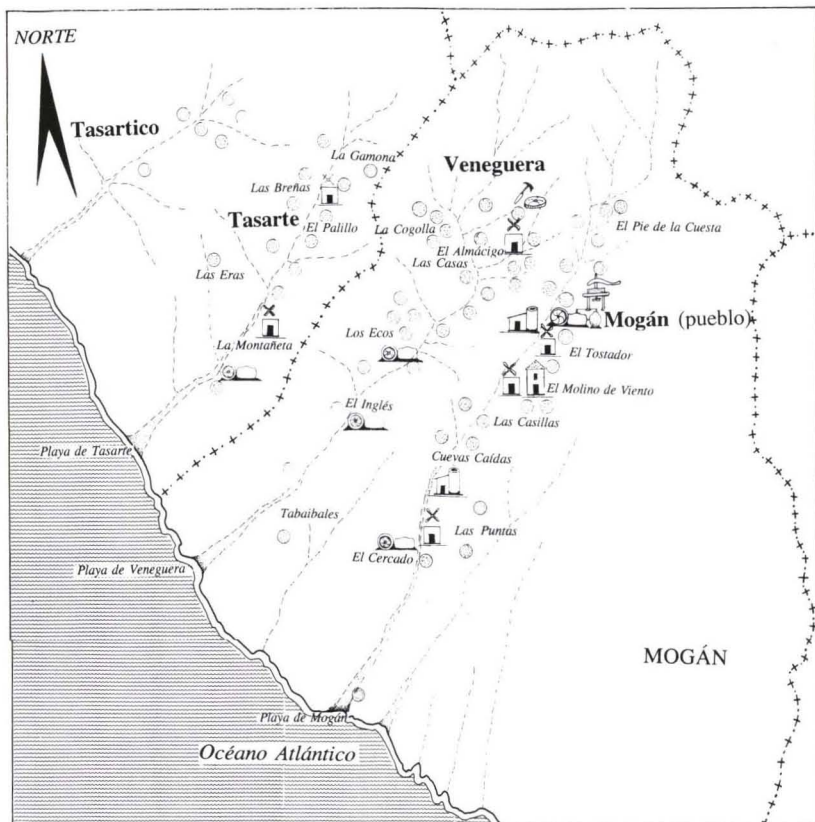 NORTE
Tasartico
La Gamona
Veneguera
Las Breñas
Tasarte
El Palillo
La Cogolla
El Pie de la Cuesta
El Almácigo
Las Casas
Las Eras
Mogán (pueblo)
Los Ecos
La Montañeta
El Tostador
El Molino de Viento
El Inglés
Las Casillas
Playa de Tasarte
Cuevas Caídas
Tabaibales
Las Puntas
El Cercado
Playa de Veneguera
MOGÁN
Playa de Mogán
Océano Atlántico